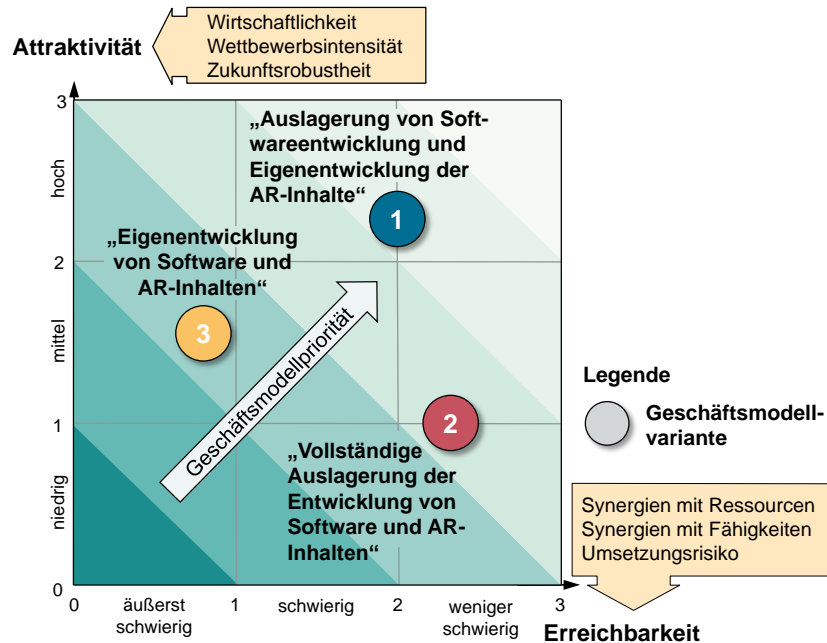 Wirtschaftlichkeit
Wettbewerbsintensität
Zukunftsrobustheit
Attraktivität
3
hoch
2
mittel
1
niedrig
0
„Auslagerung von Soft-
wareentwicklung und
Eigenentwicklung der
AR-Inhalte“
1
„Eigenentwicklung
von Software und
AR-Inhalten“
3
Geschäftsmodellpriorität
2
„Vollständige
Auslagerung der
Entwicklung von
Software und AR-
Inhalten“
Legende
Geschäftsmodell-
variante
Synergien mit Ressourcen
Synergien mit Fähigkeiten
Umsetzungsrisiko
0
äußerst
schwierig
1
schwierig
2
weniger
schwierig
3
Erreichbarkeit